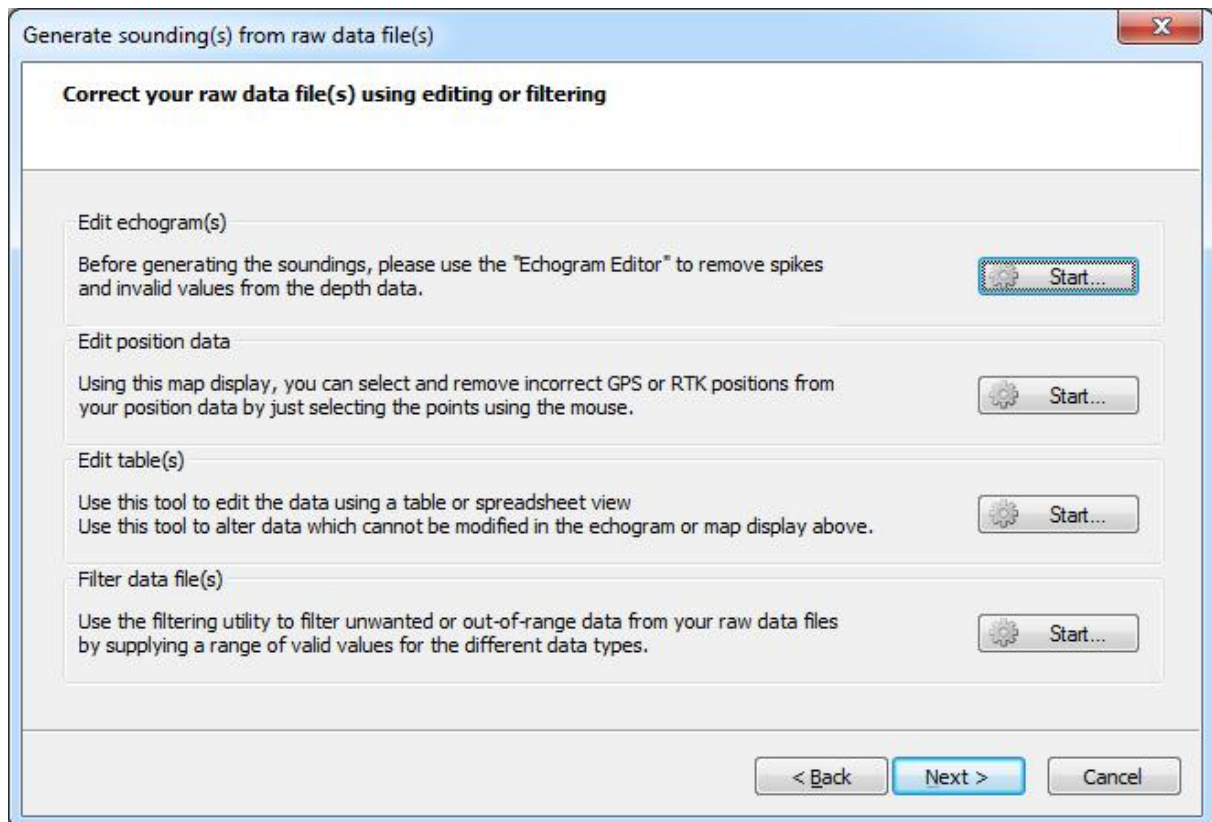 Generate sounding(s) from raw data file(s)
Correct your raw data file(s) using editing or filtering
Edit echogram(s)
Before generating the soundings, please use the "Echogram Editor" to remove spikes
and invalid values from the depth data.
Start...
Edit position data
Using this map display, you can select and remove incorrect GPS or RTK positions from
your position data by just selecting the points using the mouse.
Start...
Edit table(s)
Use this tool to edit the data using a table or spreadsheet view
Use this tool to alter data which cannot be modified in the echogram or map display above.
Start...
Filter data file(s)
Use the filtering utility to filter unwanted or out-of-range data from your raw data files
by supplying a range of valid values for the different data types.
Start...
< Back
Next >
Cancel